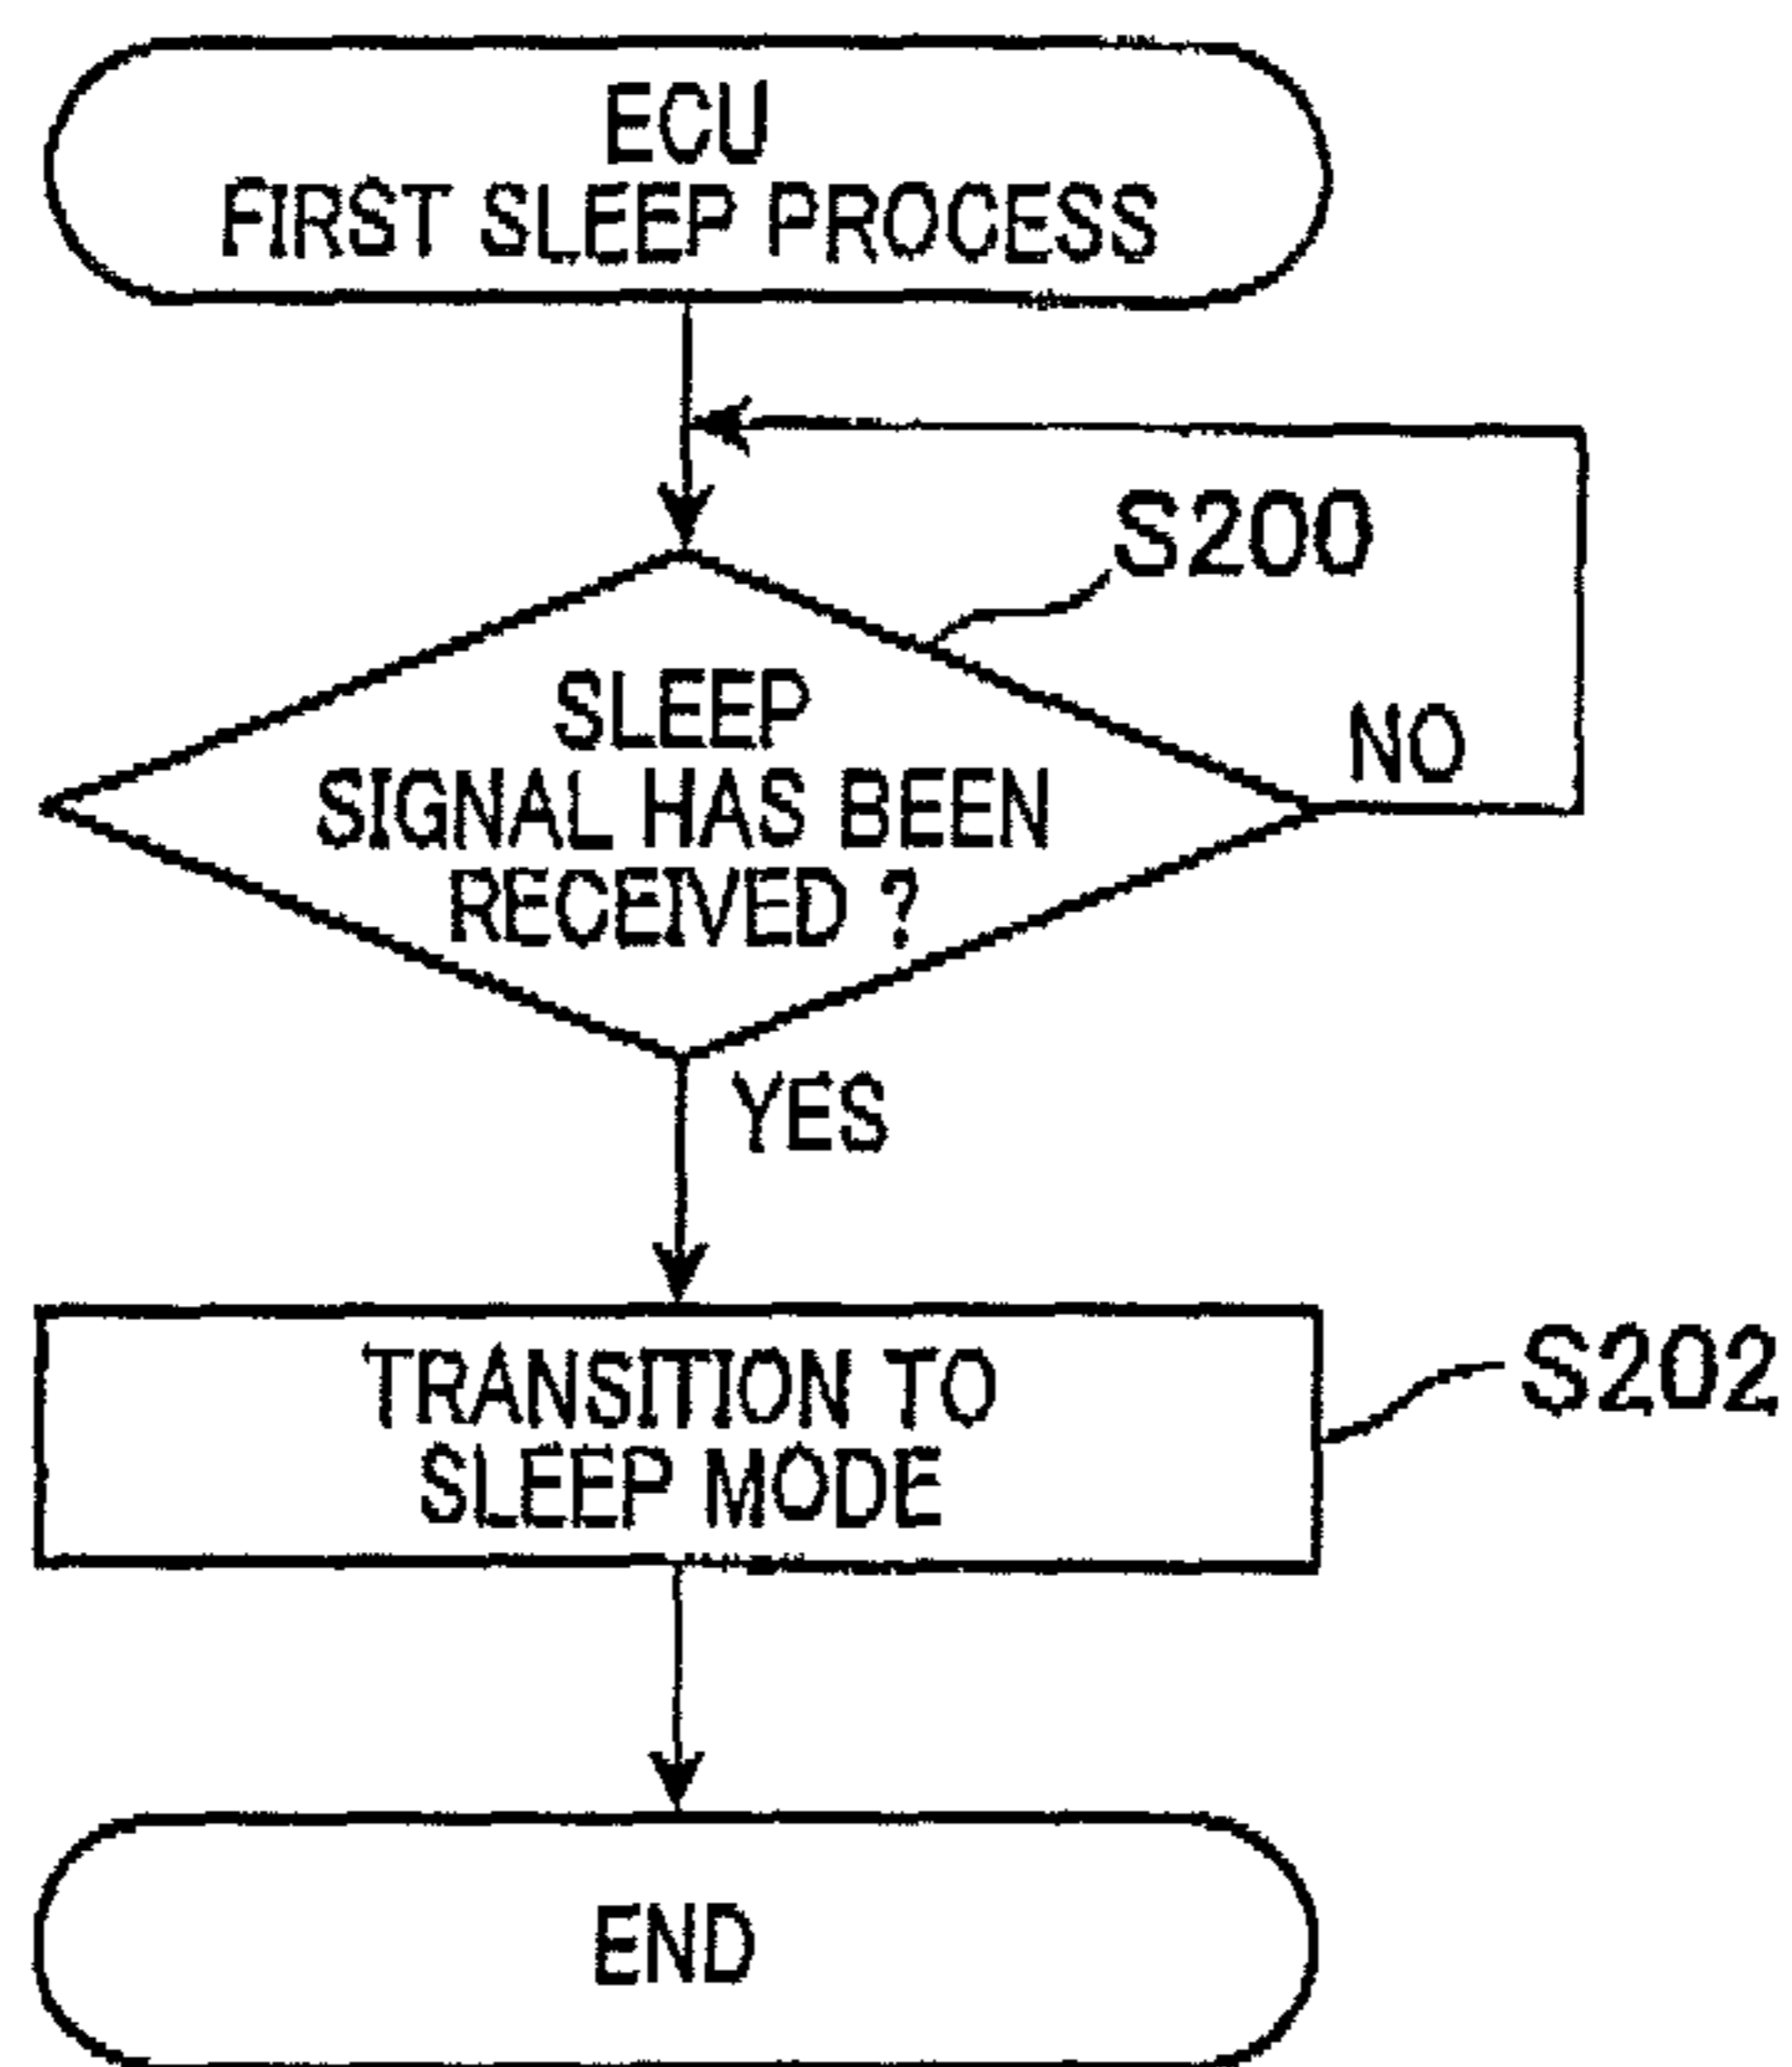 ECU
FIRST SLEEP PROCESS
S200
SLEEP
SIGNAL HAS BEEN
RECEIVED ?
NO
YES
TRANSITION TO
SLEEP MODE
S202
END